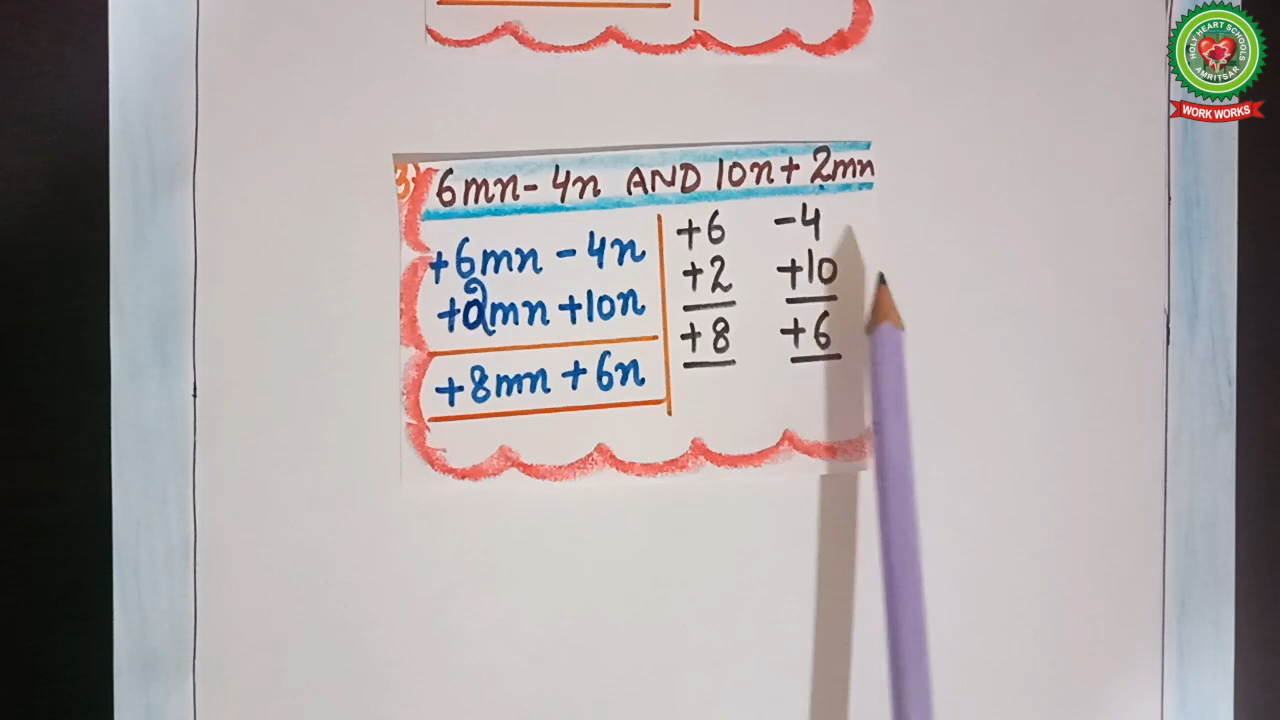 3) 6mn - 4n AND 10n + 2mn
+6mn - 4n
+2mn + 10n
+8mn + 6n
+6 -4
+2 +10
+8 +6
HOLY HEART SCHOOLS
AMRITSAR
WORK WORKS